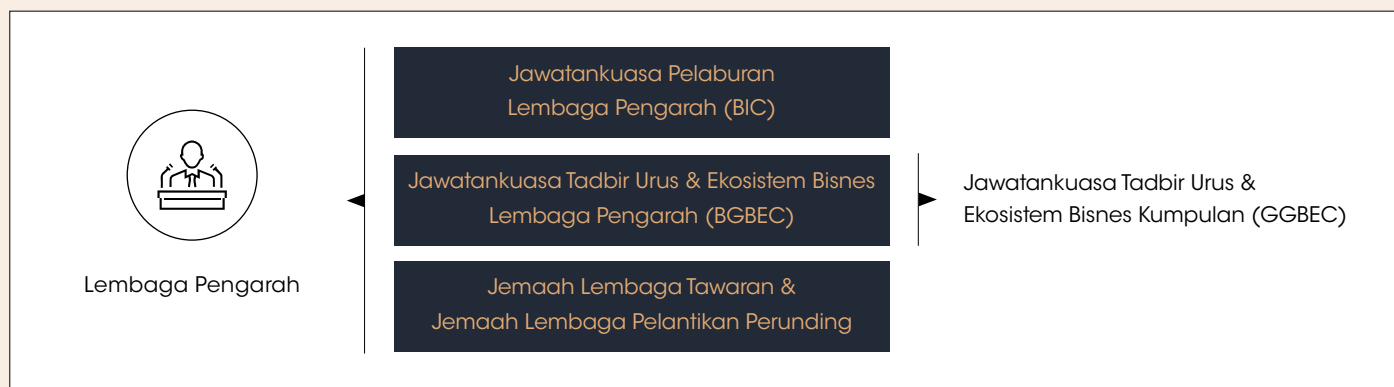 Lembaga Pengarah
Jawatankuasa Pelaburan
Lembaga Pengarah (BIC)
Jawatankuasa Tadbir Urus & Ekosistem Bisnes
Lembaga Pengarah (BGBEC)
Jemaah Lembaga Tawaran &
Jemaah Lembaga Pelantikan Perunding
Jawatankuasa Tadbir Urus &
Ekosistem Bisnes Kumpulan (GGBEC)